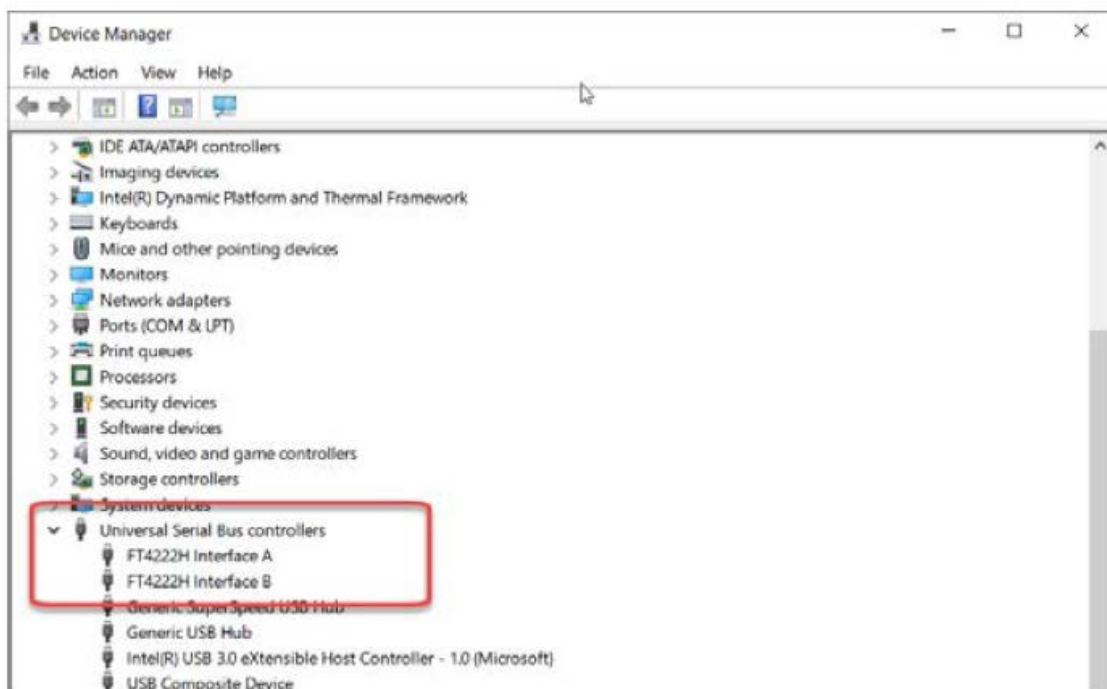 Device Manager
File Action View Help
IDE ATA/ATAPI controllers
Imaging devices
Intel(R) Dynamic Platform and Thermal Framework
Keyboards
Mice and other pointing devices
Monitors
Network adapters
Ports (COM & LPT)
Print queues
Processors
Security devices
Software devices
Sound, video and game controllers
Storage controllers
System devices
Universal Serial Bus controllers
FT4222H Interface A
FT4222H Interface B
Generic SuperSpeed USB Hub
Generic USB Hub
Intel(R) USB 3.0 eXtensible Host Controller - 1.0 (Microsoft)
USB Composite Device